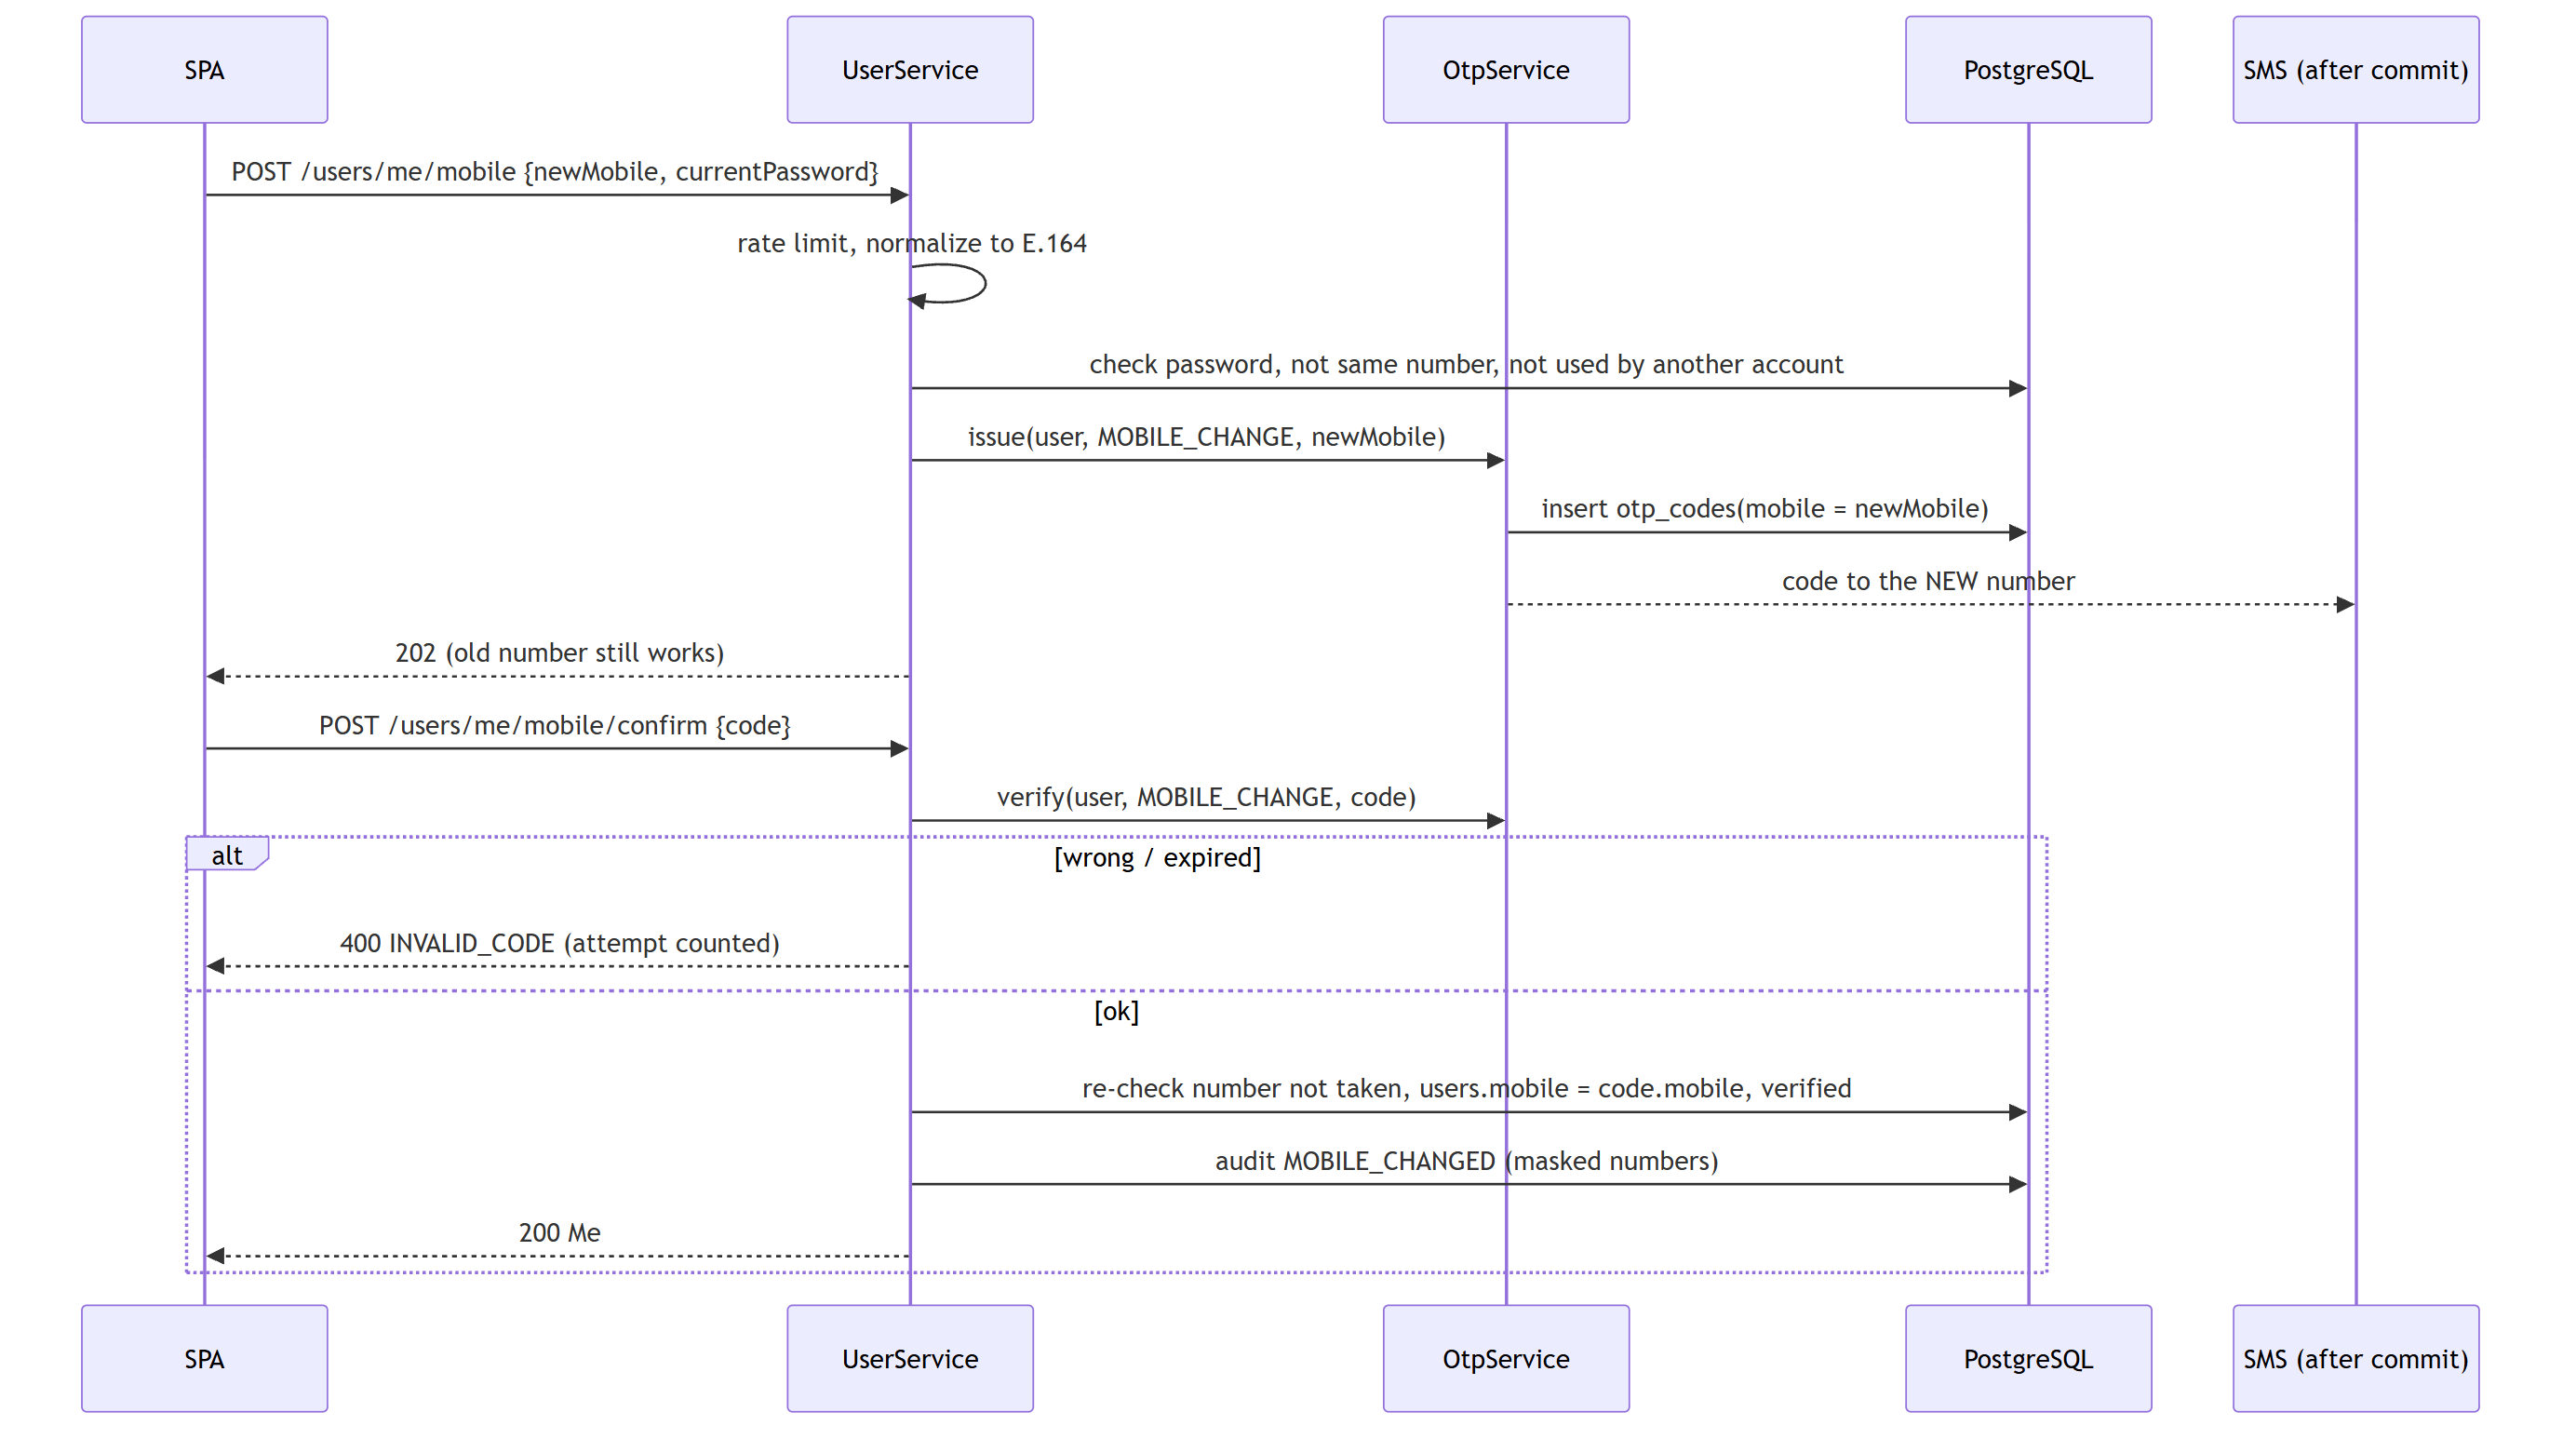 SPA
UserService
OtpService
PostgreSQL
SMS (after commit)
POST /users/me/mobile {newMobile, currentPassword}
rate limit, normalize to E.164
check password, not same number, not used by another account
issue(user, MOBILE_CHANGE, newMobile)
insert otp_codes(mobile = newMobile)
code to the NEW number
202 (old number still works)
POST /users/me/mobile/confirm {code}
verify(user, MOBILE_CHANGE, code)
alt
[wrong / expired]
400 INVALID_CODE (attempt counted)
[ok]
re-check number not taken, users.mobile = code.mobile, verified
audit MOBILE_CHANGED (masked numbers)
200 Me
SPA
UserService
OtpService
PostgreSQL
SMS (after commit)